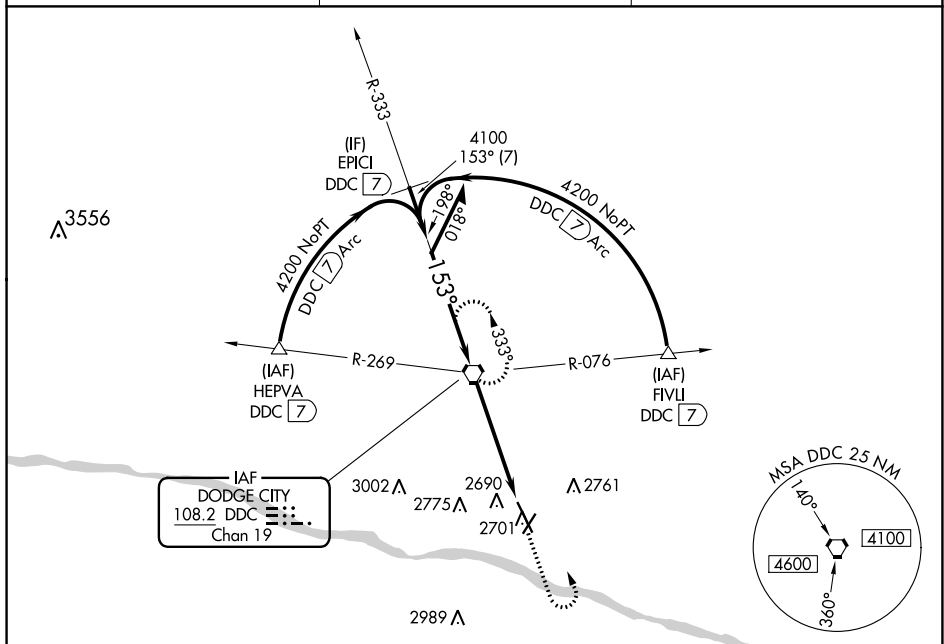 R-333
(IF)
EPICI
DDC 7
4100
153° (7)
3556
4200 NoPT
DDC 7 Arc
198°
018°
4200 NoPT
DDC 7 Arc
153°
333°
R-269
R-076
(IAF)
HEPVA
DDC 7
(IAF)
FIVLI
DDC 7
IAF
DODGE CITY
108.2 DDC
Chan 19
3002
2775
2690
2701
2761
2989
MSA DDC 25 NM
140°
4100
4600
360°